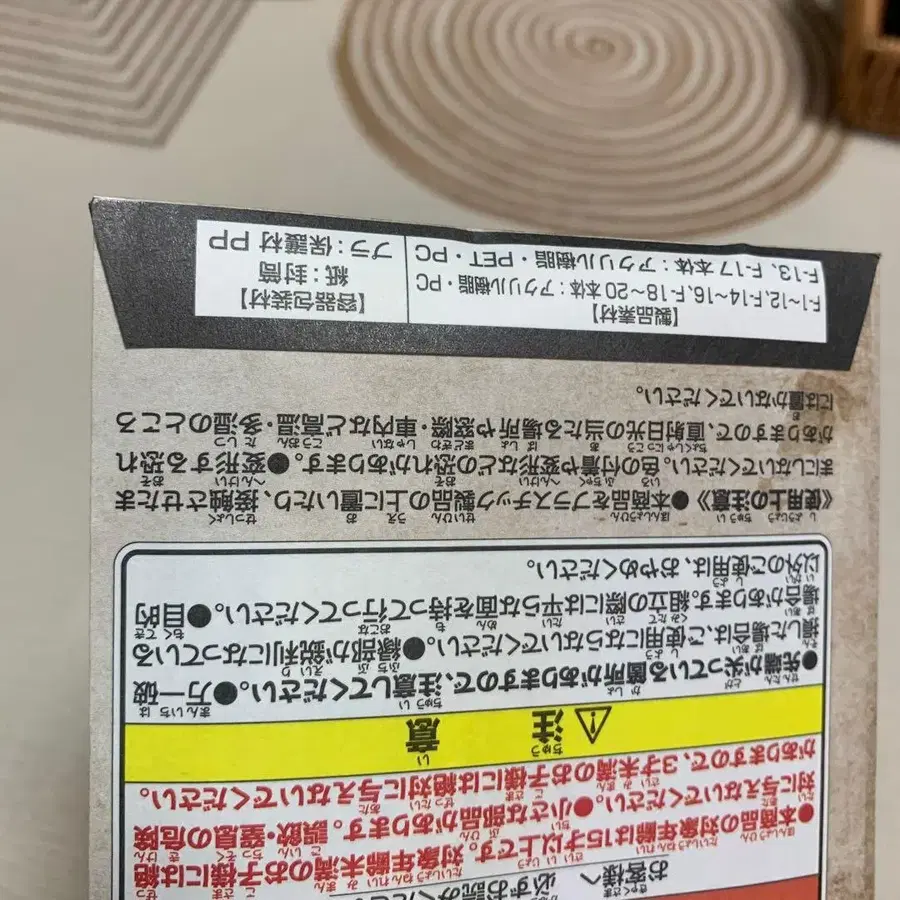 お客様へ 必ずお読みくださ
●本商品の対象年齢は15才以上です。対象年齢未満のお子様には絶
対に与えないでください。●小さな部品があります。誤飲・窒息の危険
がありますので、3才未満のお子様には絶対に与えないでください。
⚠注意
●先端が尖っている箇所がありますので、注意してください。●万一破
損した場合は、ご使用にならないでください。●縁部が鋭利になっている
場合があります。組立の際には平らな面を持って行ってください。●目的
以外のご使用は、おやめください。
《使用上の注意》●本商品をプラスチック製品の上に置いたり、接触させたま
まにしないでください。色の付着や変形などの恐れがあります。●変形する恐れ
がありますので、直射日光の当たる場所や窓際・車内など高温・多湿のところ
には置かないでください。
【製品素材】
F-1~12、F-14~16、F-18~20 本体:アクリル樹脂・PC
F-13、F-17 本体:アクリル樹脂・PET・PC
【容器包装材】
紙:封筒
プラ:保護材 PP